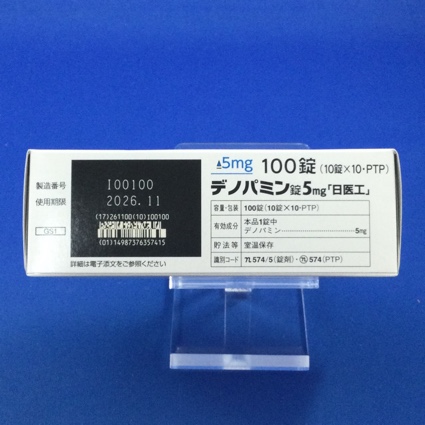 ▲5mg 100錠 (10錠×10・PTP)
デノパミン錠5mg「日医工」
製造番号 I00100
使用期限 2026.11
(17)261100(10)I00100
(01)14987376357415
GS1
詳細は電子添文をご参照ください
容量・包装 100錠(10錠×10・PTP)
有効成分 本品1錠中
デノパミン 5mg
貯法等 室温保存
識別コード 574/5(錠剤)・574(PTP)